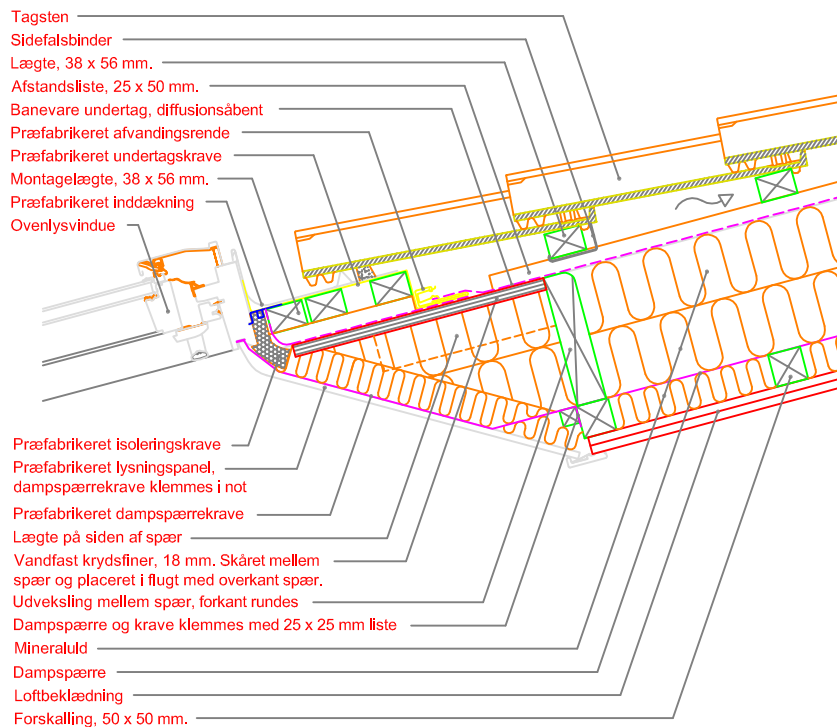 Tagsten
Sidefalsbinder
Lægte, 38 x 56 mm.
Afstandsliste, 25 x 50 mm.
Banevare undertag, diffusionsåbent
Præfabrikeret afvandingsrende
Præfabrikeret undertagskrave
Montagelægte, 38 x 56 mm.
Præfabrikeret inddækning
Ovenlysvindue
Præfabrikeret isoleringskrave
Præfabrikeret lysningspanel,
dampspærrekrave klemmes i not
Præfabrikeret dampspærrekrave
Lægte på siden af spær
Vandfast krydsfiner, 18 mm. Skåret mellem
spær og placeret i flugt med overkant spær.
Udveksling mellem spær, forkant rundes
Dampspærre og krave klemmes med 25 x 25 mm liste
Mineraluld
Dampspærre
Loftbeklædning
Forskalling, 50 x 50 mm.